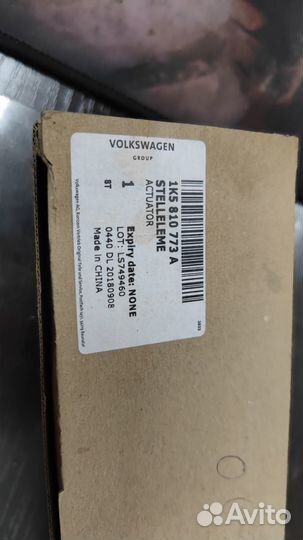 VOLKSWAGEN
GROUP
1K5 810 773 A
STELLELEME
ACTUATOR
1
ST
Expiry date: NONE
LOT: LS749460
0440 DL 20180908
Made in CHINA
Avito